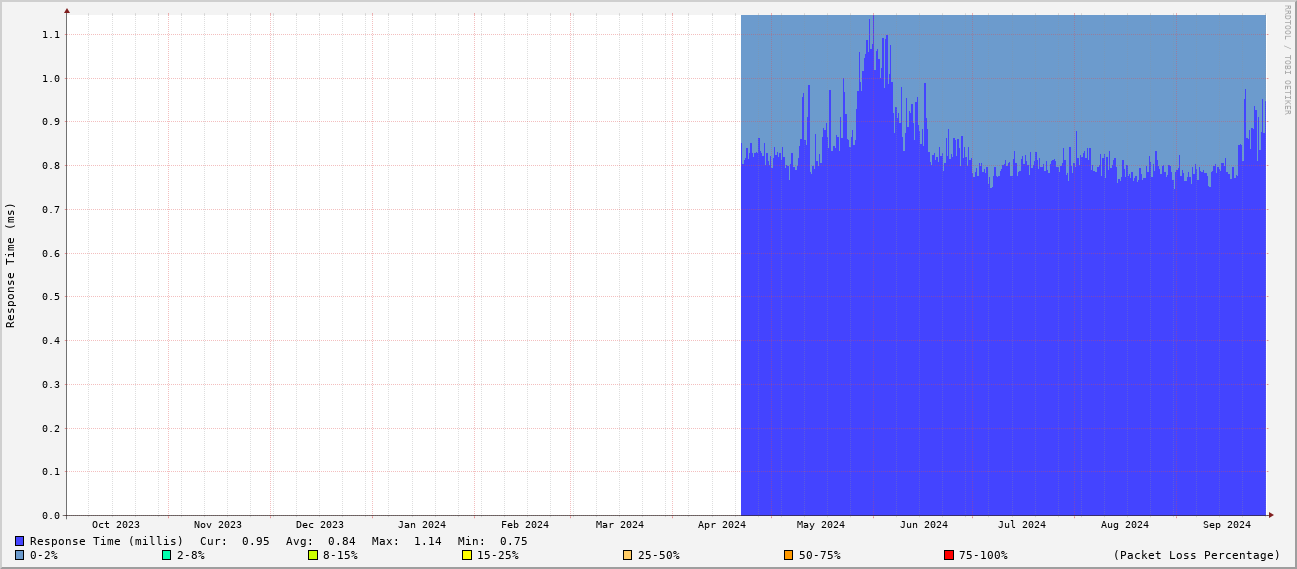 RRDTOOL / TOBI OETIKER
Response Time (ms)
1.1
1.0
0.9
0.8
0.7
0.6
0.5
0.4
0.3
0.2
0.1
0.0
Oct 2023 Nov 2023 Dec 2023 Jan 2024 Feb 2024 Mar 2024 Apr 2024 May 2024 Jun 2024 Jul 2024 Aug 2024 Sep 2024
Response Time (millis) Cur: 0.95 Avg: 0.84 Max: 1.14 Min: 0.75
0-2% 2-8% 8-15% 15-25% 25-50% 50-75% 75-100% (Packet Loss Percentage)